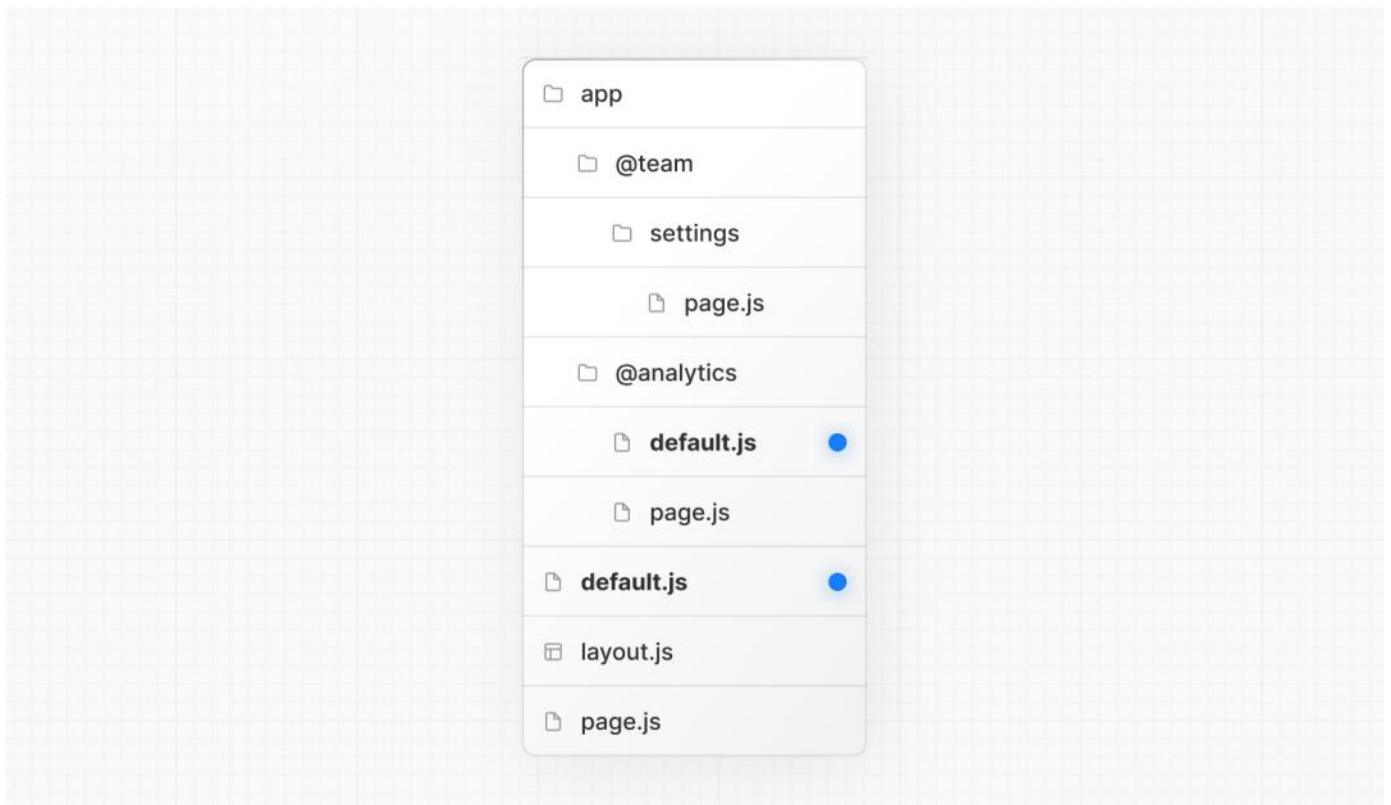 app
@team
settings
page.js
@analytics
default.js
page.js
default.js
layout.js
page.js